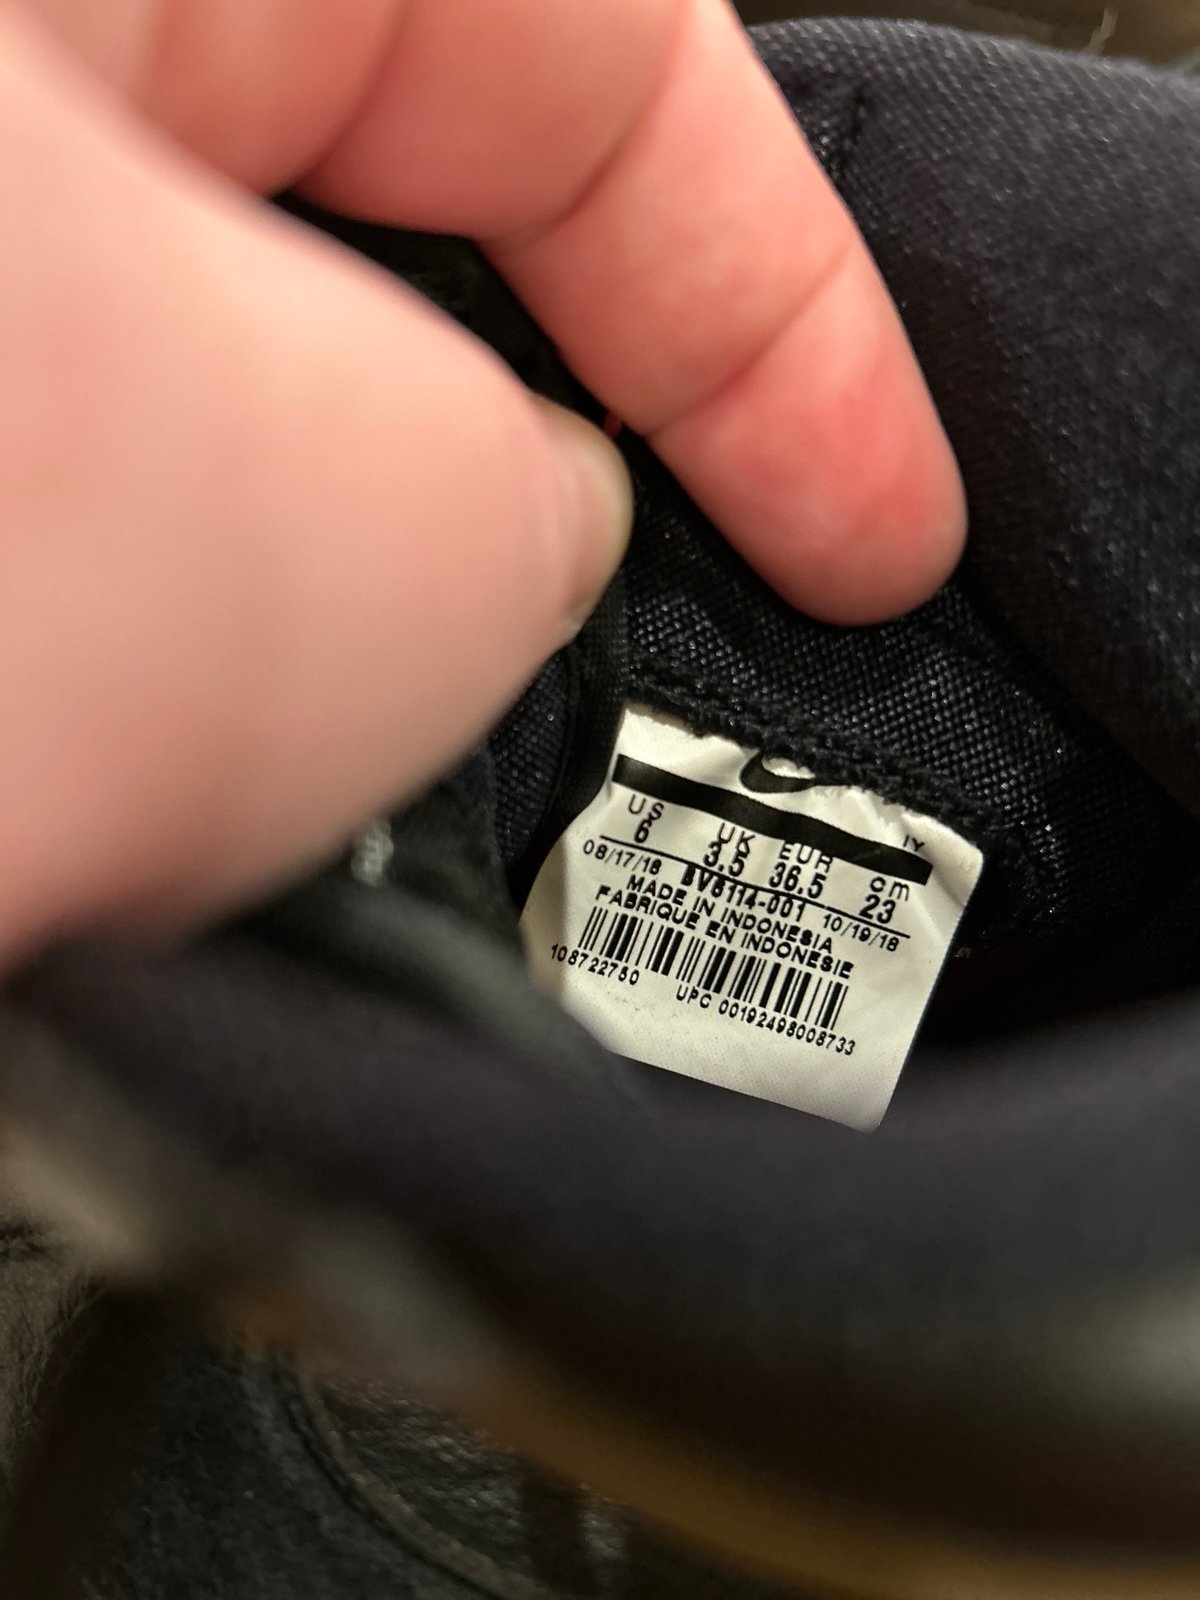 IY
US UK EUR cm
6 3.5 36.5 23
08/17/18 BV6114-001 10/19/18
MADE IN INDONESIA
FABRIQUE EN INDONESIE
108722750 UPC 00192498008733